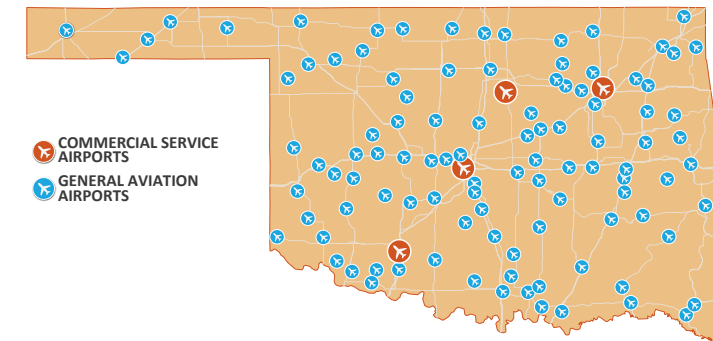 COMMERCIAL SERVICE
AIRPORTS
GENERAL AVIATION
AIRPORTS